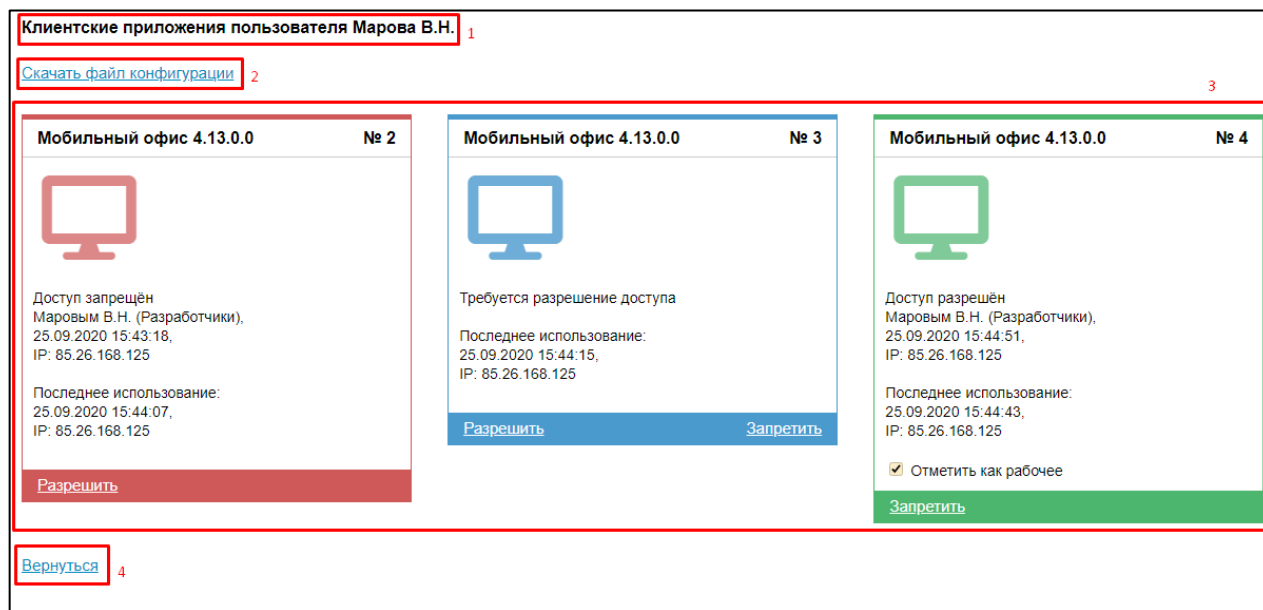 Клиентские приложения пользователя Марова В.Н. 1
Скачать файл конфигурации 2
3
Мобильный офис 4.13.0.0 № 2
Доступ запрещён
Маровым В.Н. (Разработчики),
25.09.2020 15:43:18,
IP: 85.26.168.125
Последнее использование:
25.09.2020 15:44:07,
IP: 85.26.168.125
Разрешить
Мобильный офис 4.13.0.0 № 3
Требуется разрешение доступа
Последнее использование:
25.09.2020 15:44:15,
IP: 85.26.168.125
Разрешить Запретить
Мобильный офис 4.13.0.0 № 4
Доступ разрешён
Маровым В.Н. (Разработчики),
25.09.2020 15:44:51,
IP: 85.26.168.125
Последнее использование:
25.09.2020 15:44:43,
IP: 85.26.168.125
Отметить как рабочее
Запретить
Вернуться 4